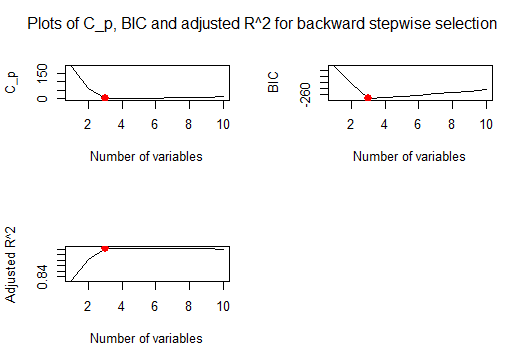 Plots of C_p, BIC and adjusted R^2 for backward stepwise selection
C_p
0 150
2 4 6 8 10
Number of variables
BIC
-260
2 4 6 8 10
Number of variables
Adjusted R^2
0.84
2 4 6 8 10
Number of variables